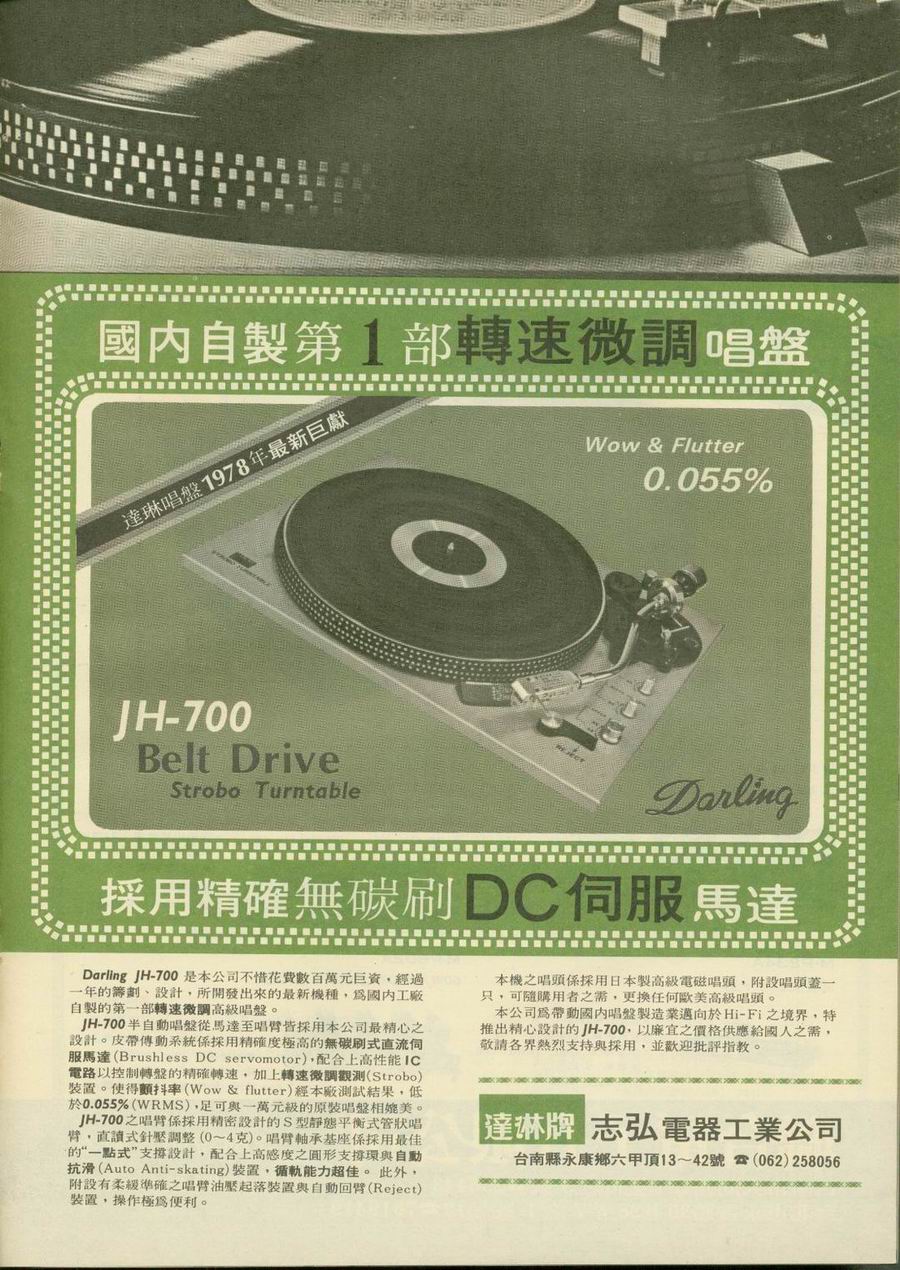 國內自製第1部轉速微調唱盤
達琳唱盤1978年最新巨獻
Wow & Flutter
0.055%
JH-700
Belt Drive
Strobo Turntable
REJECT
Darling
採用精確無碳刷DC伺服馬達
Darling JH-700 是本公司不惜花費數百萬元巨資，經過
一年的籌劃、設計，所開發出來的最新機種，爲國內工廠
自製的第一部轉速微調高級唱盤。
JH-700半自動唱盤從馬達至唱臂皆採用本公司最精心之
設計。皮帶傳動系統係採用精確度極高的無碳刷式直流伺
服馬達(Brushless DC servomotor)，配合上高性能IC
電路以控制轉盤的精確轉速，加上轉速微調觀測(Strobo)
裝置。使得顫抖率(Wow & flutter)經本廠測試結果，低
於0.055%(WRMS)，足可與一萬元級的原裝唱盤相媲美。
JH-700之唱臂係採用精密設計的S型靜態平衡式管狀唱
臂，直讀式針壓調整(0～4克)。唱臂軸承基座係採用最佳
的"一點式"支撐設計，配合上高感度之圓形支撐環與自動
抗滑(Auto Anti-skating)裝置，循軌能力超佳。此外，
附設有柔緩準確之唱臂油壓起落裝置與自動回臂(Reject)
裝置，操作極爲便利。
本機之唱頭係採用日本製高級電磁唱頭，附設唱頭蓋一
只，可隨購用者之需，更換任何歐美高級唱頭。
本公司爲帶動國內唱盤製造業邁向於Hi-Fi之境界，特
推出精心設計的JH-700，以廉宜之價格供應給國人之需，
敬請各界熱烈支持與採用，並歡迎批評指教。
達琳牌 志弘電器工業公司
台南縣永康鄉六甲頂13～42號 ☎(062)258056